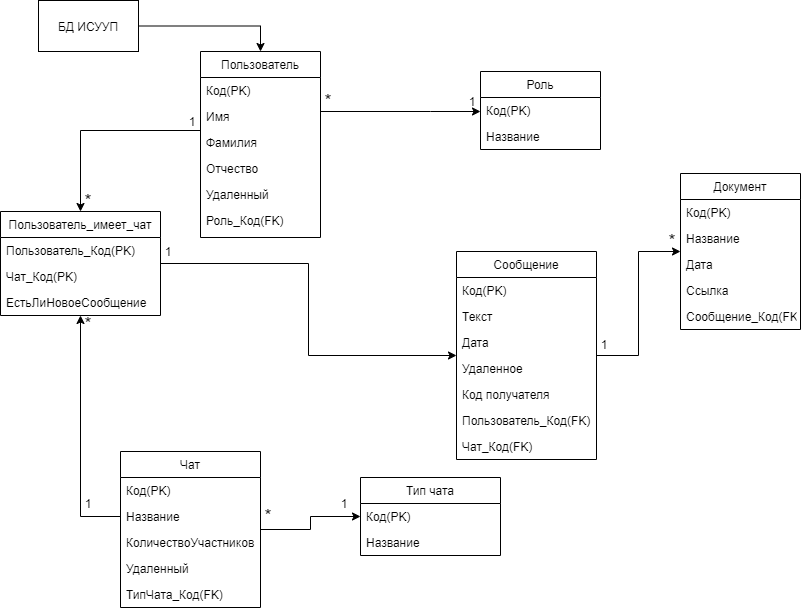 БД ИСУУП
Пользователь
Код(PK)
Имя
Фамилия
Отчество
Удаленный
Роль_Код(FK)
*
1
Роль
Код(PK)
Название
1
*
Пользователь_имеет_чат
Пользователь_Код(PK)
Чат_Код(PK)
ЕстьЛиНовоеСообщение
1
*
Сообщение
Код(PK)
Текст
Дата
Удаленное
Код получателя
Пользователь_Код(FK)
Чат_Код(FK)
1
*
Документ
Код(PK)
Название
Дата
Ссылка
Сообщение_Код(FK
Чат
Код(PK)
Название
КоличествоУчастников
Удаленный
ТипЧата_Код(FK)
1
*
1
Тип чата
Код(PK)
Название